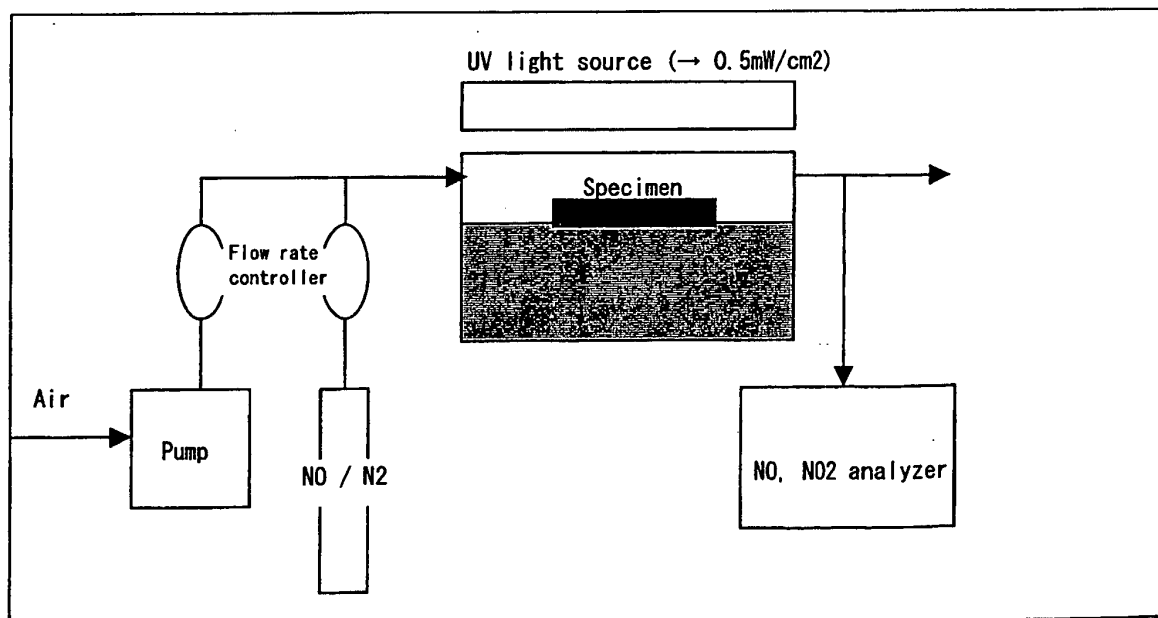 UV light source (→ 0.5mW/cm2)
Specimen
Flow rate
controller
Air
Pump
NO / N2
NO, NO2 analyzer